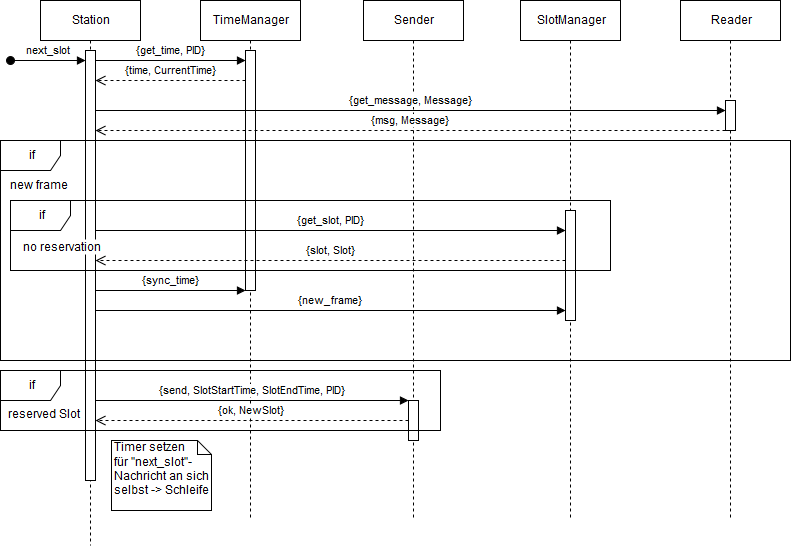 Station
TimeManager
Sender
SlotManager
Reader
next_slot
{get_time, PID}
{time, CurrentTime}
{get_message, Message}
{msg, Message}
if
new frame
if
{get_slot, PID}
no reservation
{slot, Slot}
{sync_time}
{new_frame}
if
{send, SlotStartTime, SlotEndTime, PID}
reserved Slot
{ok, NewSlot}
Timer setzen
für "next_slot"-
Nachricht an sich
selbst -> Schleife